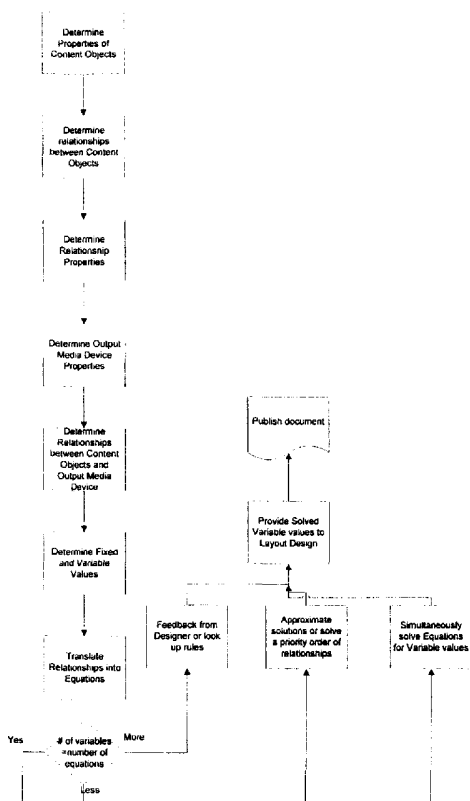 Determine
Properties of
Content Objects
Determine
relationships
between Content
Objects
Determine
Relationship
Properties
Determine Output
Media Device
Properties
Determine
Relationships
between Content
Objects and
Output Media
Device
Determine Fixed
and Variable
Values
Translate
Relationships into
Equations
# of variables
=number of
equations
Yes
More
Less
Feedback from
Designer or look
up rules
Approximate
solutions or solve
a priority order of
relationships
Simultaneously
solve Equations
for Variable values
Provide Solved
Variable values to
Layout Design
Publish document